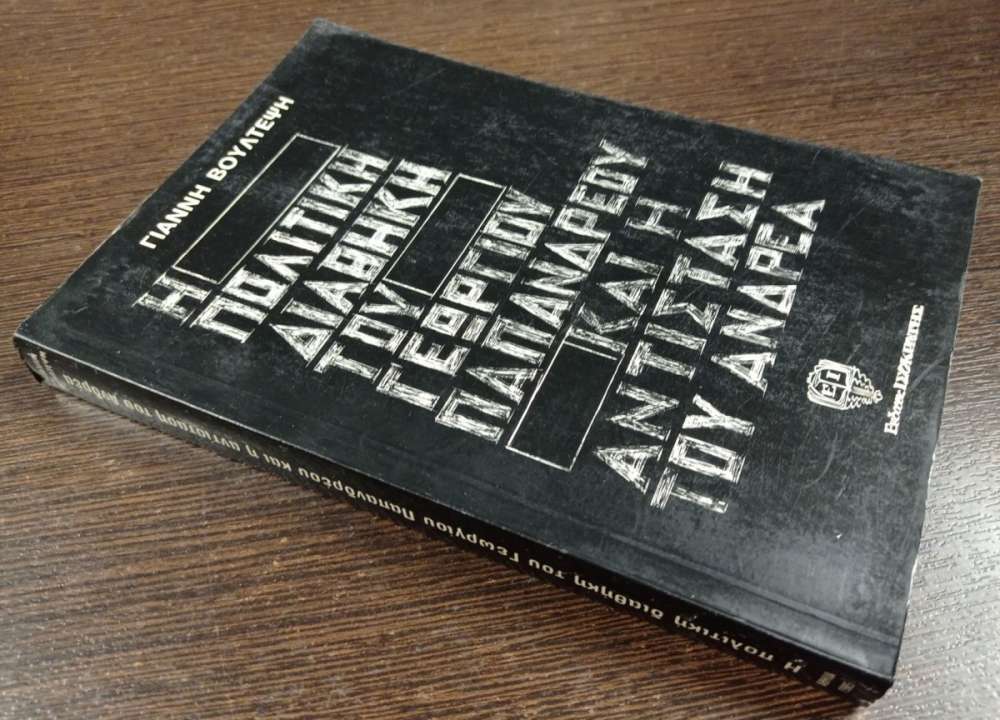 ΓΙΑΝΝΗ ΒΟΥΛΤΕΨΗ
Η
ΠΟΛΙΤΙΚΗ
ΔΙΑΘΗΚΗ
ΤΟΥ
ΓΕΩΡΓΙΟΥ
ΠΑΠΑΝΔΡΕΟΥ
ΚΑΙ Η
ΑΝΤΙΣΤΑΣΗ
ΤΟΥ ΑΝΔΡΕΑ
ΕΙ
Η πολιτική διαθήκη του Γεωργίου Παπανδρέου και η αντίσταση του Ανδρέα